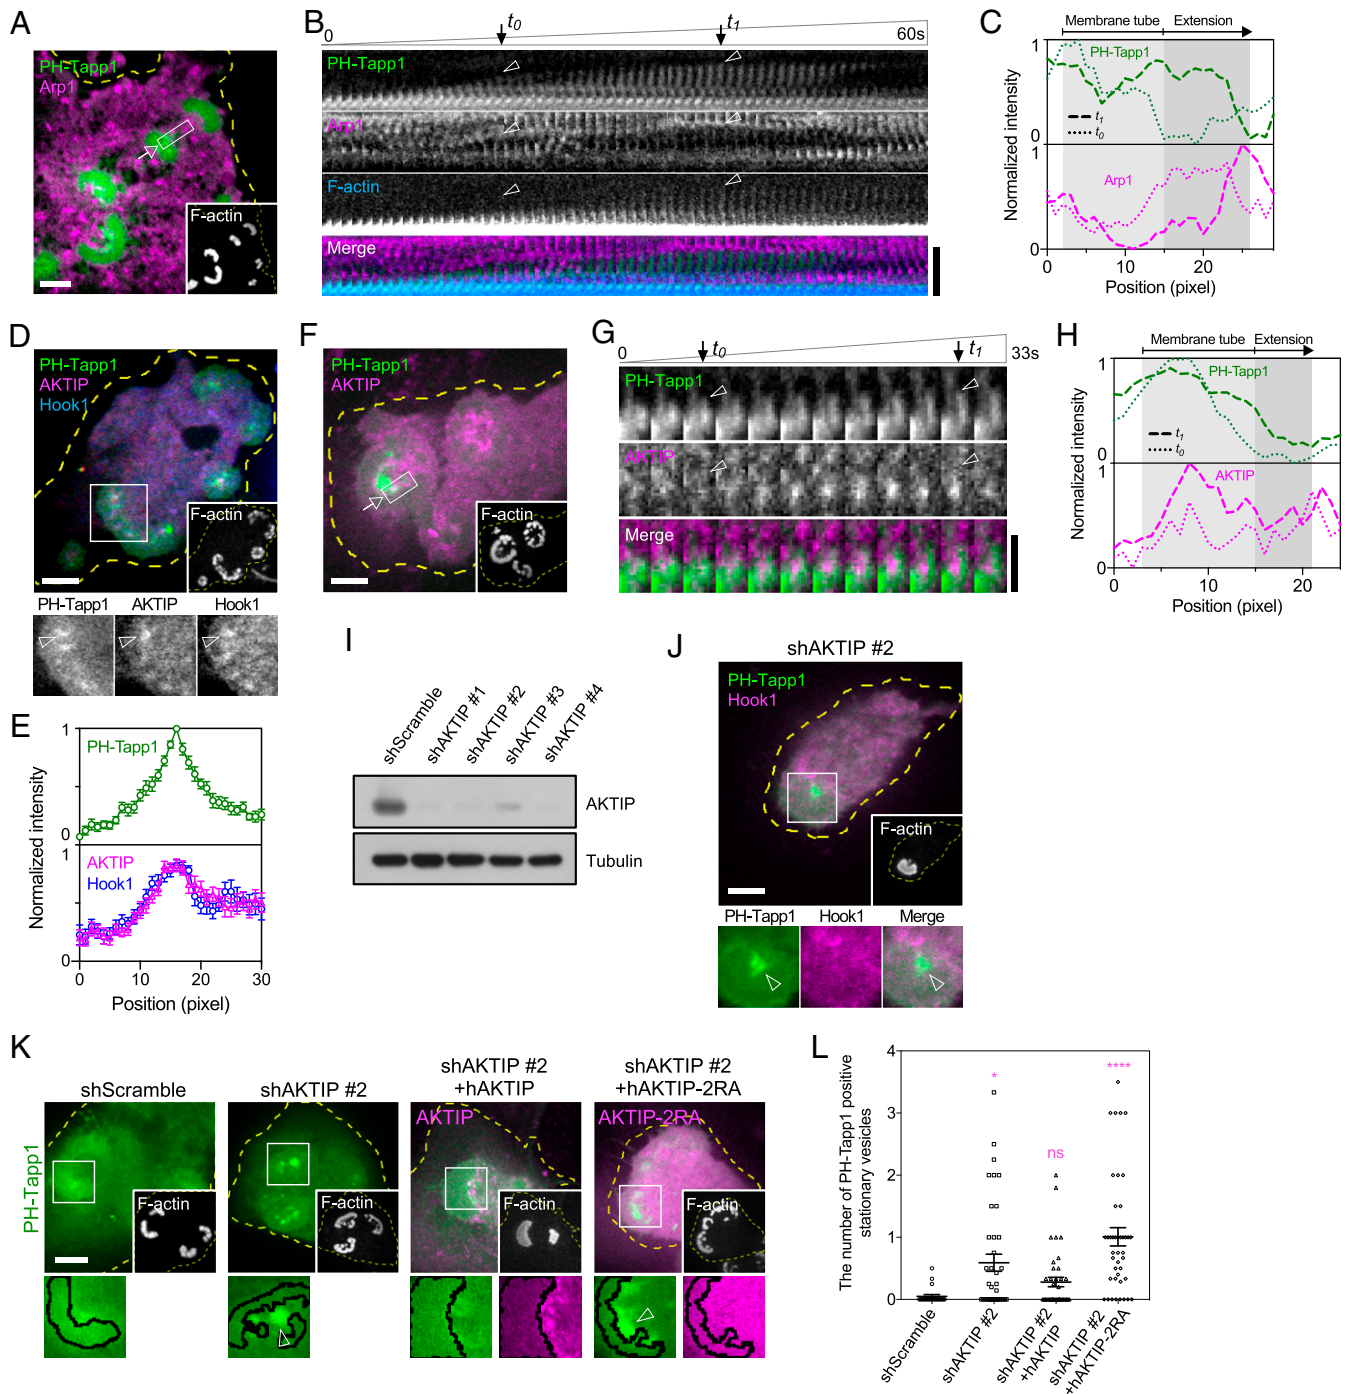 A
PH-Tapp1
Arp1
F-actin
B
0
t0
t1
60s
PH-Tapp1
Arp1
F-actin
Merge
C
Membrane tube
Extension
1
PH-Tapp1
t1
t0
0
1
Arp1
0
Normalized intensity
0
10
20
Position (pixel)
D
PH-Tapp1
AKTIP
Hook1
F-actin
PH-Tapp1
AKTIP
Hook1
E
1
PH-Tapp1
0
1
AKTIP
Hook1
0
Normalized intensity
0
10
20
30
Position (pixel)
F
PH-Tapp1
AKTIP
F-actin
G
0
t0
t1
33s
PH-Tapp1
AKTIP
Merge
H
Membrane tube
Extension
1
PH-Tapp1
t1
t0
0
1
AKTIP
0
Normalized intensity
0
10
20
Position (pixel)
I
shScramble
shAKTIP #1
shAKTIP #2
shAKTIP #3
shAKTIP #4
AKTIP
Tubulin
J
shAKTIP #2
PH-Tapp1
Hook1
F-actin
PH-Tapp1
Hook1
Merge
K
shScramble
shAKTIP #2
shAKTIP #2
+hAKTIP
shAKTIP #2
+hAKTIP-2RA
PH-Tapp1
F-actin
F-actin
AKTIP
F-actin
AKTIP-2RA
F-actin
L
The number of PH-Tapp1 positive
stationary vesicles
4
3
2
1
0
*
ns
****
shScramble
shAKTIP #2
shAKTIP #2
+hAKTIP
shAKTIP #2
+hAKTIP-2RA